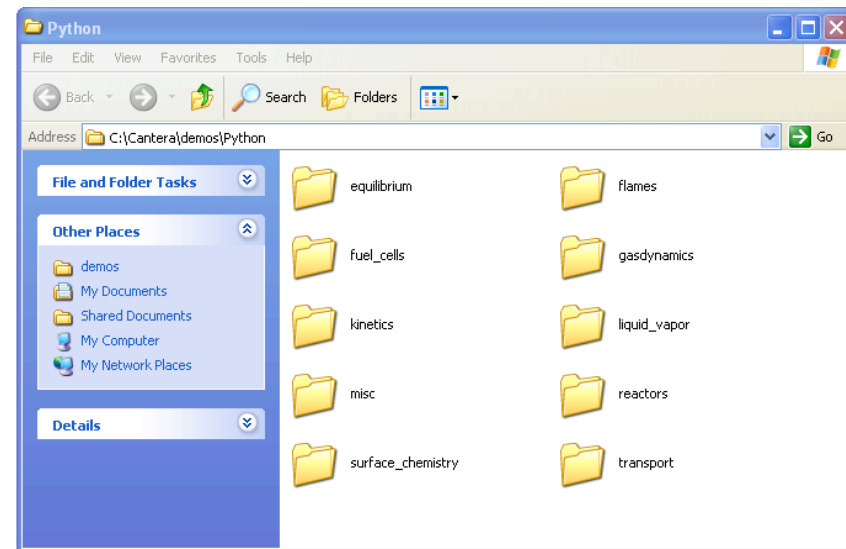 Python
File Edit View Favorites Tools Help
Back Search Folders
Address C:\Cantera\demos\Python Go
File and Folder Tasks
Other Places
demos
My Documents
Shared Documents
My Computer
My Network Places
Details
equilibrium flames
fuel_cells gasdynamics
kinetics liquid_vapor
misc reactors
surface_chemistry transport